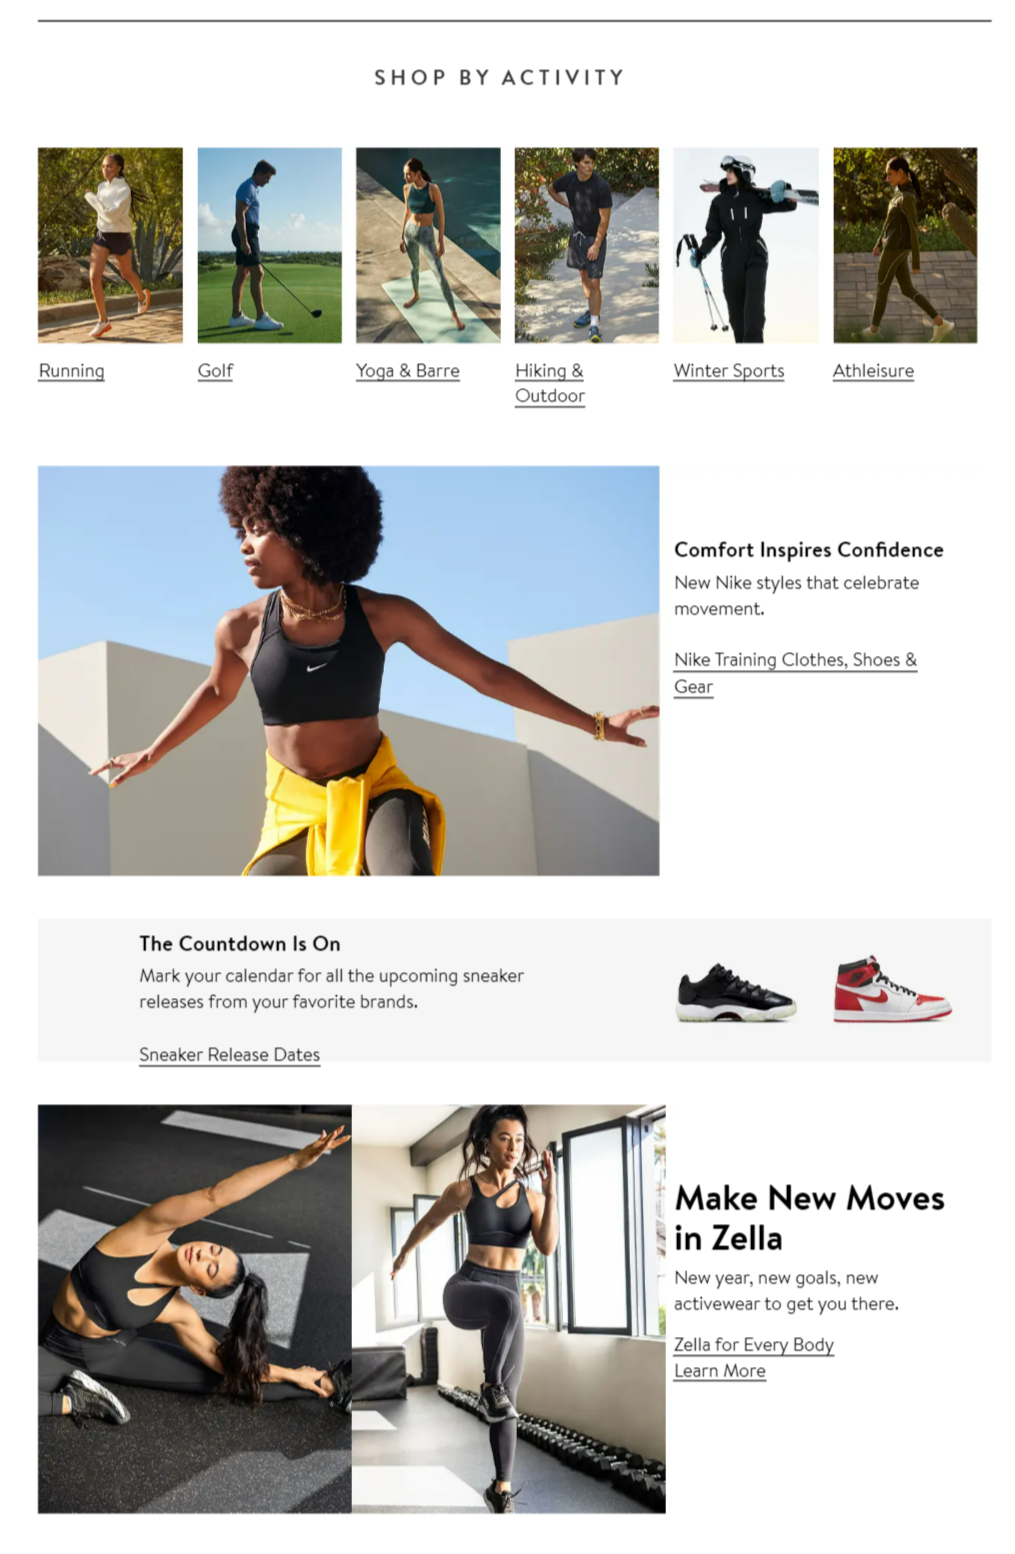 SHOP BY ACTIVITY
Running
Golf
Yoga & Barre
Hiking &
Outdoor
Winter Sports
Athleisure
Comfort Inspires Confidence
New Nike styles that celebrate
movement.
Nike Training Clothes, Shoes &
Gear
The Countdown Is On
Mark your calendar for all the upcoming sneaker
releases from your favorite brands.
Sneaker Release Dates
Make New Moves
in Zella
New year, new goals, new
activewear to get you there.
Zella for Every Body
Learn More